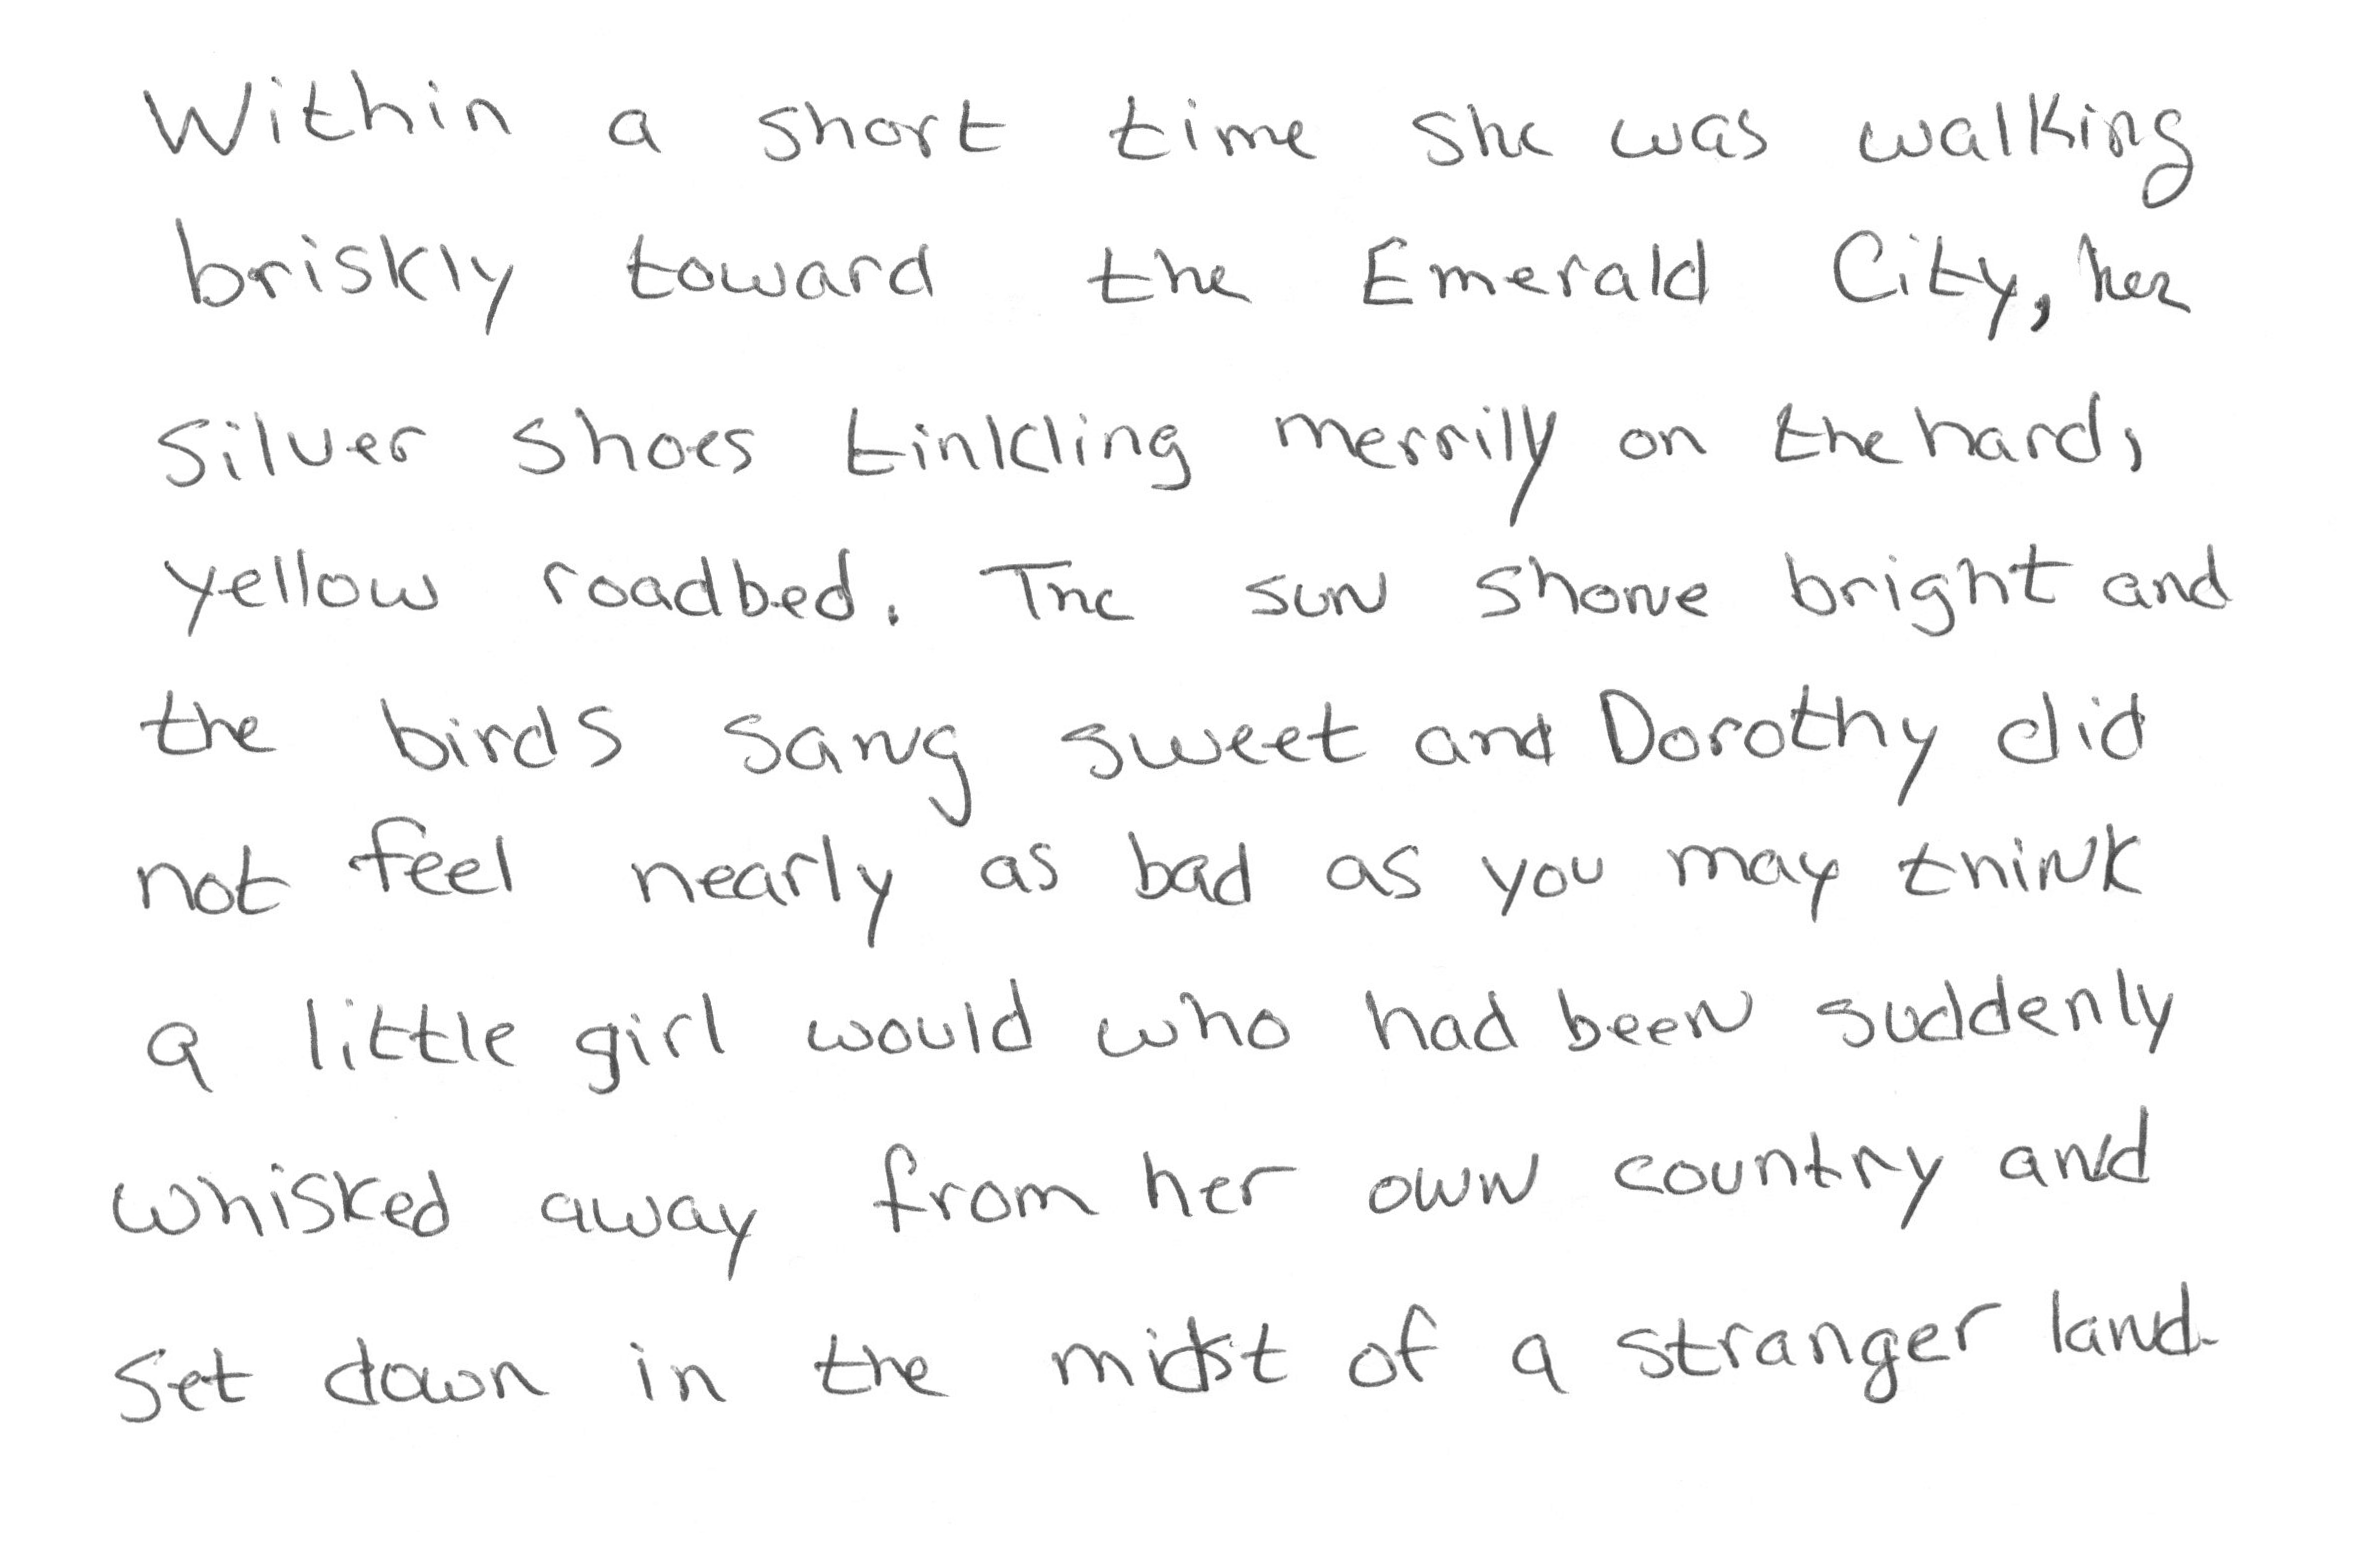 Within a short time she was walking
briskly toward the Emerald City, her
silver shoes tinkling merrily on the hard,
yellow roadbed. The sun shone bright and
the birds sang sweet and Dorothy did
not feel nearly as bad as you may think
a little girl would who had been suddenly
whisked away from her own country and
set down in the midst of a stranger land.